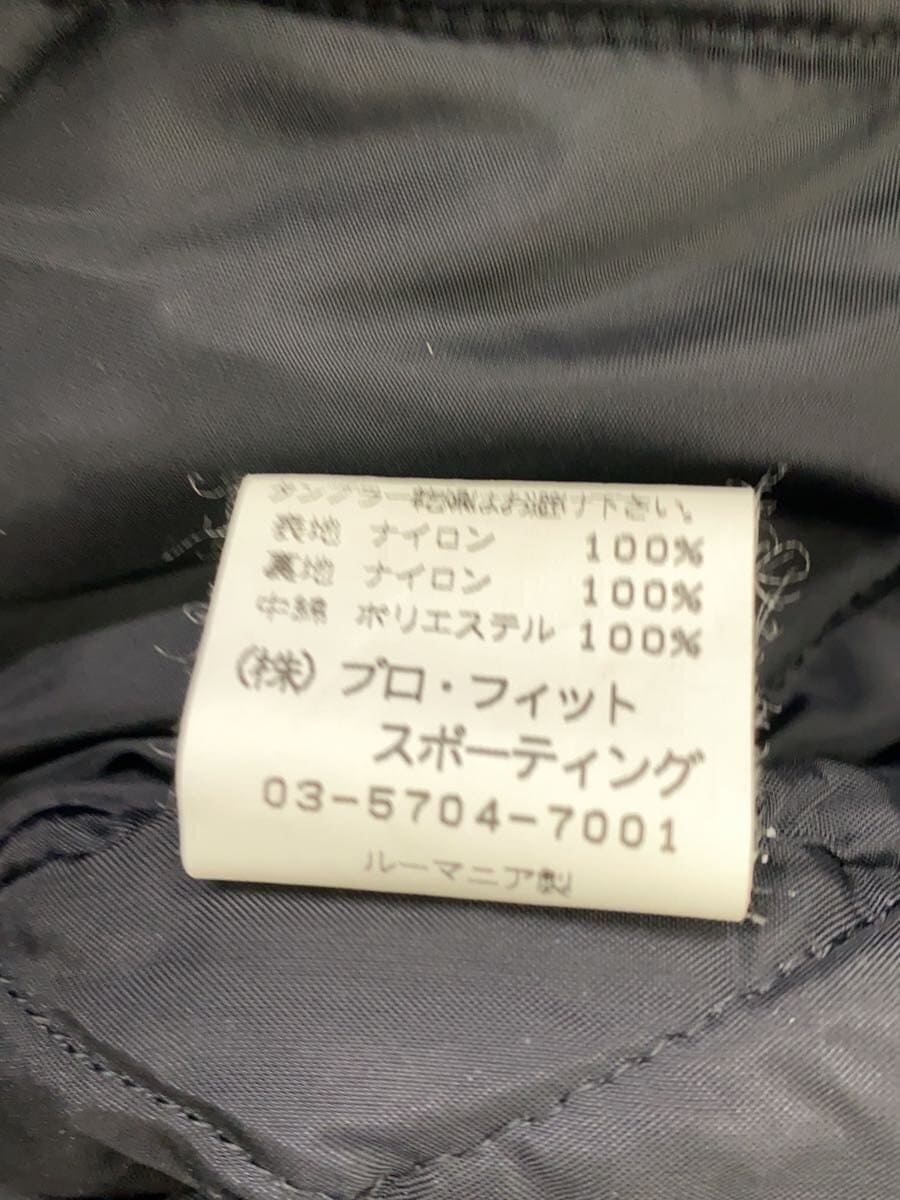 タンブラー乾燥はお避け下さい。
表地 ナイロン 100%
裏地 ナイロン 100%
中綿 ポリエステル 100%
(株)プロ・フィット
スポーティング
03-5704-7001
ルーマニア製